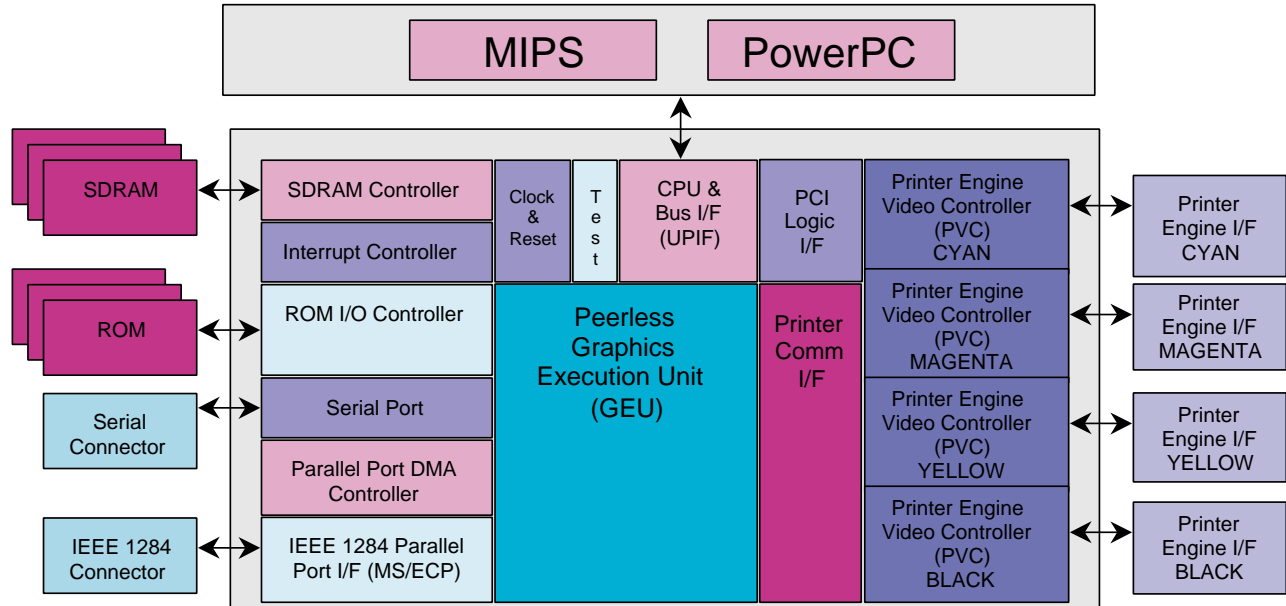 MIPS
PowerPC
SDRAM
SDRAM Controller
Interrupt Controller
Clock
&
Reset
T
e
s
t
CPU &
Bus I/F
(UPIF)
PCI
Logic
I/F
Printer Engine
Video Controller
(PVC)
CYAN
Printer
Engine I/F
CYAN
ROM
ROM I/O Controller
Peerless
Graphics
Execution Unit
(GEU)
Printer
Comm
I/F
Printer Engine
Video Controller
(PVC)
MAGENTA
Printer
Engine I/F
MAGENTA
Serial
Connector
Serial Port
Parallel Port DMA
Controller
Printer Engine
Video Controller
(PVC)
YELLOW
Printer
Engine I/F
YELLOW
IEEE 1284
Connector
IEEE 1284 Parallel
Port I/F (MS/ECP)
Printer Engine
Video Controller
(PVC)
BLACK
Printer
Engine I/F
BLACK